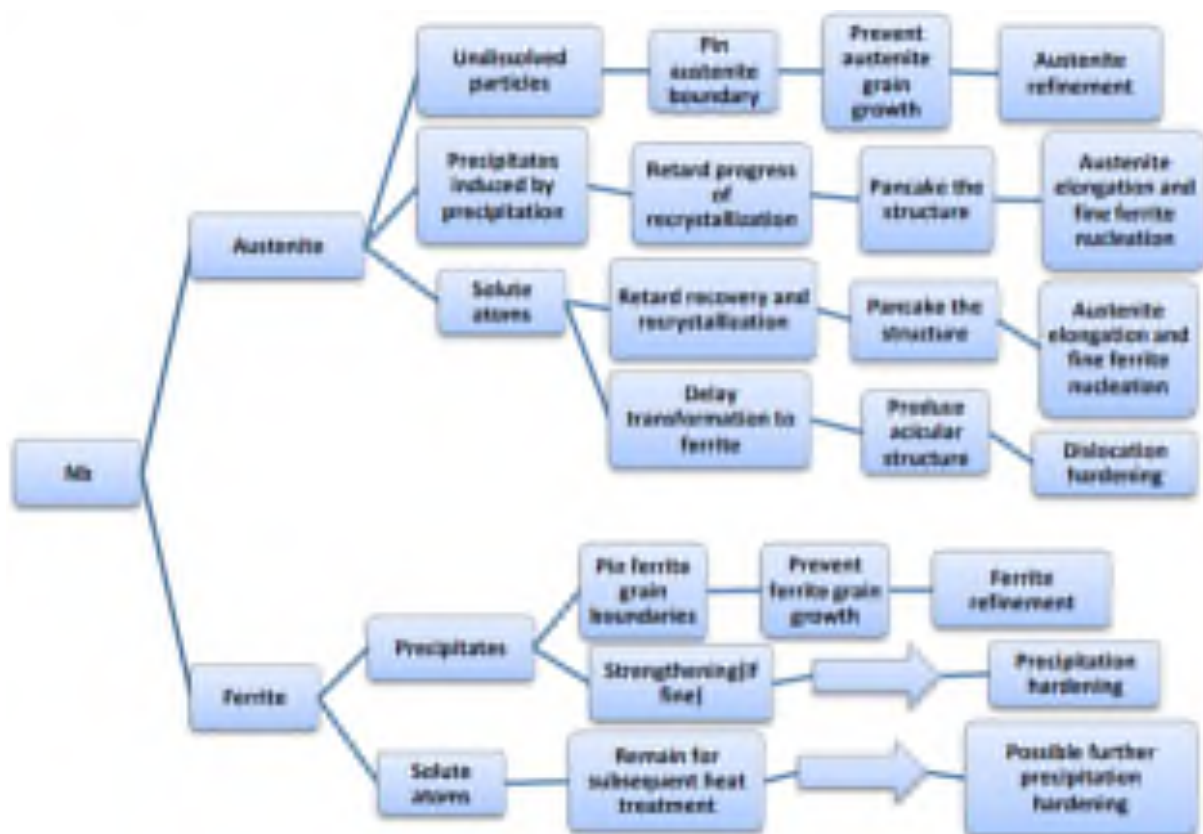 Undissolved
particles
Pin
austenite
boundary
Prevent
austenite
grain
growth
Austenite
refinement
Precipitates
induced by
precipitation
Retard progress
of
recrystallization
Pancake the
structure
Austenite
elongation and
fine ferrite
nucleation
Austenite
Solute
atoms
Retard recovery and
recrystallization
Pancake the
structure
Austenite
elongation and
fine ferrite
nucleation
Delay
transformation to
ferrite
Produce
acicular
structure
Dislocation
hardening
Nb
Pin ferrite
grain
boundaries
Prevent
ferrite grain
growth
Ferrite
refinement
Precipitates
Strengthening(if
fine)
Precipitation
hardening
Ferrite
Solute
atoms
Remain for
subsequent heat
treatment
Possible further
precipitation
hardening